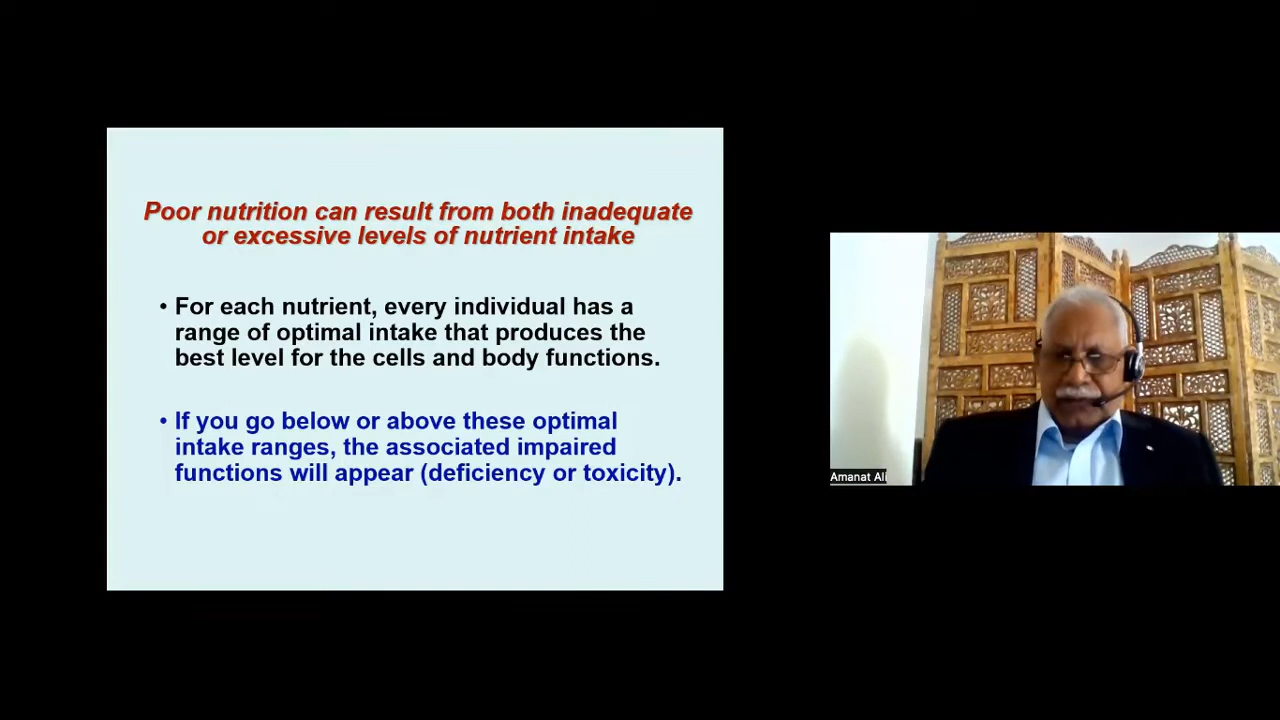 Poor nutrition can result from both inadequate
or excessive levels of nutrient intake
• For each nutrient, every individual has a
range of optimal intake that produces the
best level for the cells and body functions.
• If you go below or above these optimal
intake ranges, the associated impaired
functions will appear (deficiency or toxicity).
Amanat Ali